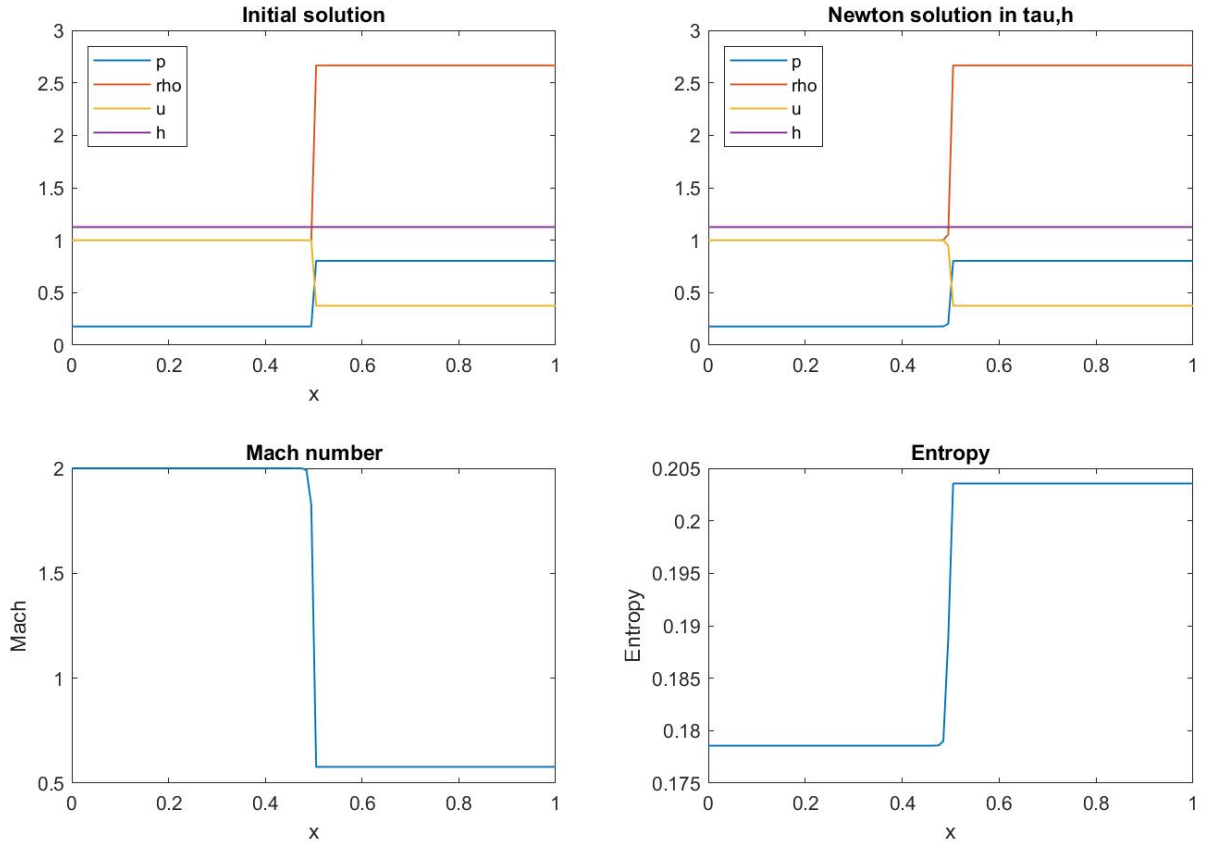 Initial solution
3
2.5
2
1.5
1
0.5
0
p
rho
u
h
0 0.2 0.4 0.6 0.8 1
x
Newton solution in tau,h
3
2.5
2
1.5
1
0.5
0
p
rho
u
h
0 0.2 0.4 0.6 0.8 1
Mach number
Mach
2
1.5
1
0.5
0 0.2 0.4 0.6 0.8 1
x
Entropy
Entropy
0.205
0.2
0.195
0.19
0.185
0.18
0.175
0 0.2 0.4 0.6 0.8 1
x